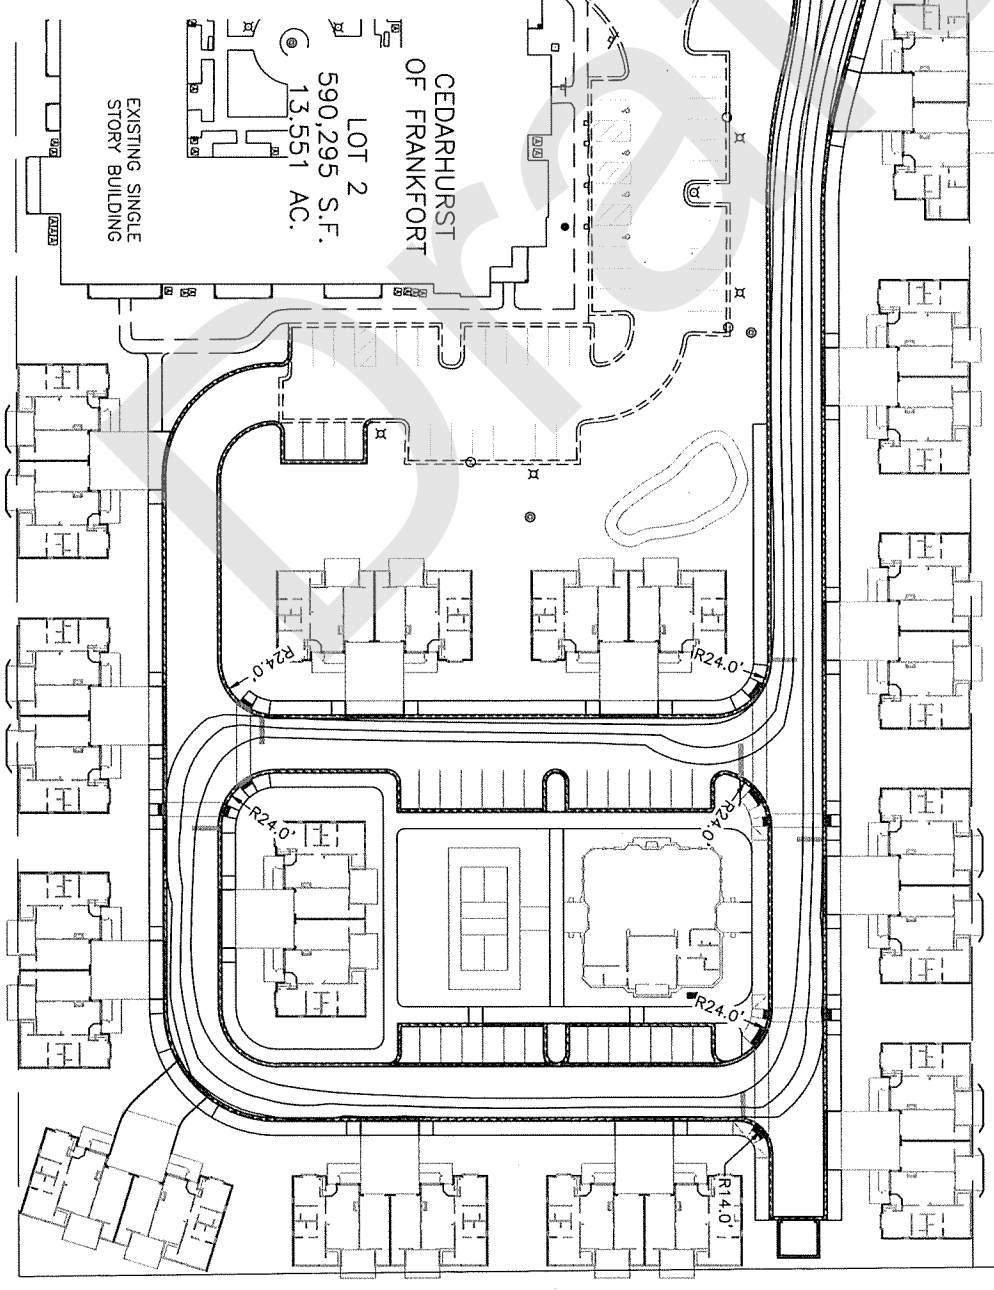 CEDARHURST
OF FRANKFORT
LOT 2
590,295 S.F.
13.551 AC.
EXISTING SINGLE
STORY BUILDING
R24.0'
R24.0'
R24.0'
R24.0'
R24.0'
R14.0'
Draft